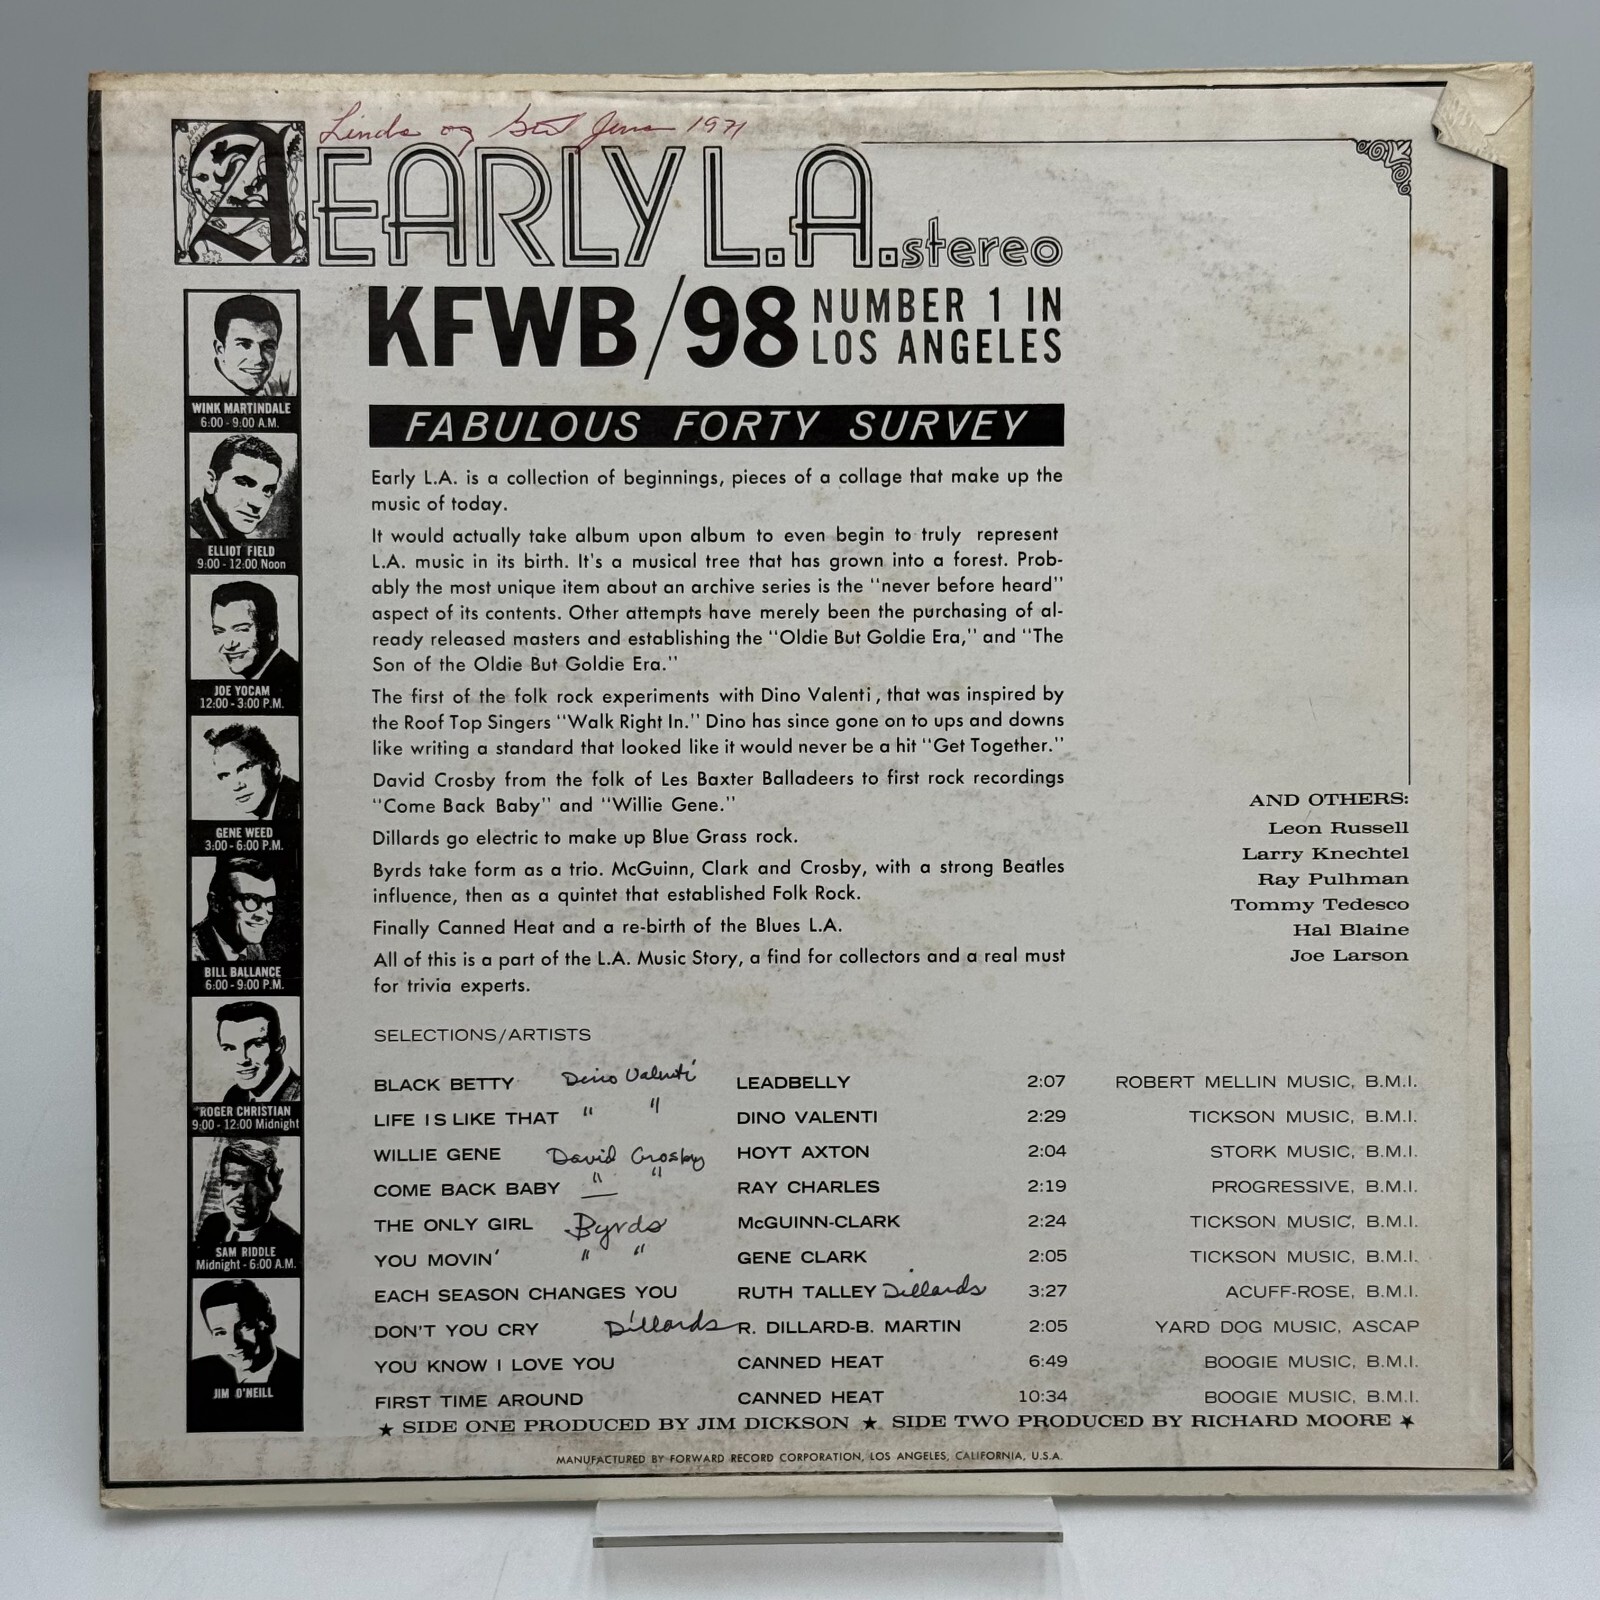 Linda og 1971
A EARLY L.A. stereo
KFWB/98 NUMBER 1 IN
LOS ANGELES
FABULOUS FORTY SURVEY
WINK MARTINDALE
6:00 - 9:00 A.M.
ELLIOT FIELD
9:00 - 12:00 Noon
JOE YOCAM
12:00 - 3:00 P.M.
GENE WEED
3:00 - 6:00 P.M.
BILL BALLANCE
6:00 - 9:00 P.M.
ROGER CHRISTIAN
9:00 - 12:00 Midnight
SAM RIDDLE
Midnight - 6:00 A.M.
JIM O'NEILL
Early L.A. is a collection of beginnings, pieces of a collage that make up the
music of today.
It would actually take album upon album to even begin to truly represent
L.A. music in its birth. It's a musical tree that has grown into a forest. Prob-
ably the most unique item about an archive series is the "never before heard"
aspect of its contents. Other attempts have merely been the purchasing of al-
ready released masters and establishing the "Oldie But Goldie Era," and "The
Son of the Oldie But Goldie Era."
The first of the folk rock experiments with Dino Valenti, that was inspired by
the Roof Top Singers "Walk Right In." Dino has since gone on to ups and downs
like writing a standard that looked like it would never be a hit "Get Together."
David Crosby from the folk of Les Baxter Balladeers to first rock recordings
"Come Back Baby" and "Willie Gene."
Dillards go electric to make up Blue Grass rock.
Byrds take form as a trio. McGuinn, Clark and Crosby, with a strong Beatles
influence, then as a quintet that established Folk Rock.
Finally Canned Heat and a re-birth of the Blues L.A.
All of this is a part of the L.A. Music Story, a find for collectors and a real must
for trivia experts.
AND OTHERS:
Leon Russell
Larry Knechtel
Ray Pulhman
Tommy Tedesco
Hal Blaine
Joe Larson
SELECTIONS/ARTISTS
BLACK BETTY Dino Valenti LEADBELLY 2:07 ROBERT MELLIN MUSIC, B.M.I.
LIFE IS LIKE THAT " " DINO VALENTI 2:29 TICKSON MUSIC, B.M.I.
WILLIE GENE David Crosby HOYT AXTON 2:04 STORK MUSIC, B.M.I.
COME BACK BABY " " RAY CHARLES 2:19 PROGRESSIVE, B.M.I.
THE ONLY GIRL Byrds McGUINN-CLARK 2:24 TICKSON MUSIC, B.M.I.
YOU MOVIN' " " GENE CLARK 2:05 TICKSON MUSIC, B.M.I.
EACH SEASON CHANGES YOU RUTH TALLEY Dillards 3:27 ACUFF-ROSE, B.M.I.
DON'T YOU CRY Dillards R. DILLARD-B. MARTIN 2:05 YARD DOG MUSIC, ASCAP
YOU KNOW I LOVE YOU CANNED HEAT 6:49 BOOGIE MUSIC, B.M.I.
FIRST TIME AROUND CANNED HEAT 10:34 BOOGIE MUSIC, B.M.I.
★ SIDE ONE PRODUCED BY JIM DICKSON ★ SIDE TWO PRODUCED BY RICHARD MOORE ★
MANUFACTURED BY FORWARD RECORD CORPORATION, LOS ANGELES, CALIFORNIA, U.S.A.